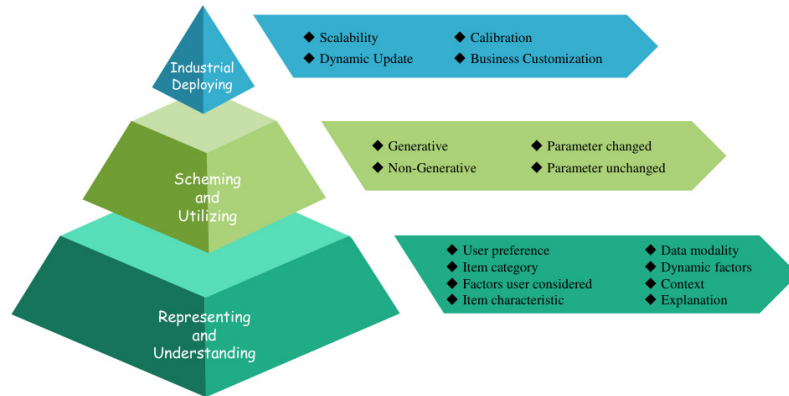 Industrial
Deploying
◆ Scalability
◆ Calibration
◆ Dynamic Update
◆ Business Customization
Scheming
and
Utilizing
◆ Generative
◆ Parameter changed
◆ Non-Generative
◆ Parameter unchanged
Representing
and
Understanding
◆ User preference
◆ Data modality
◆ Item category
◆ Dynamic factors
◆ Factors user considered
◆ Context
◆ Item characteristic
◆ Explanation